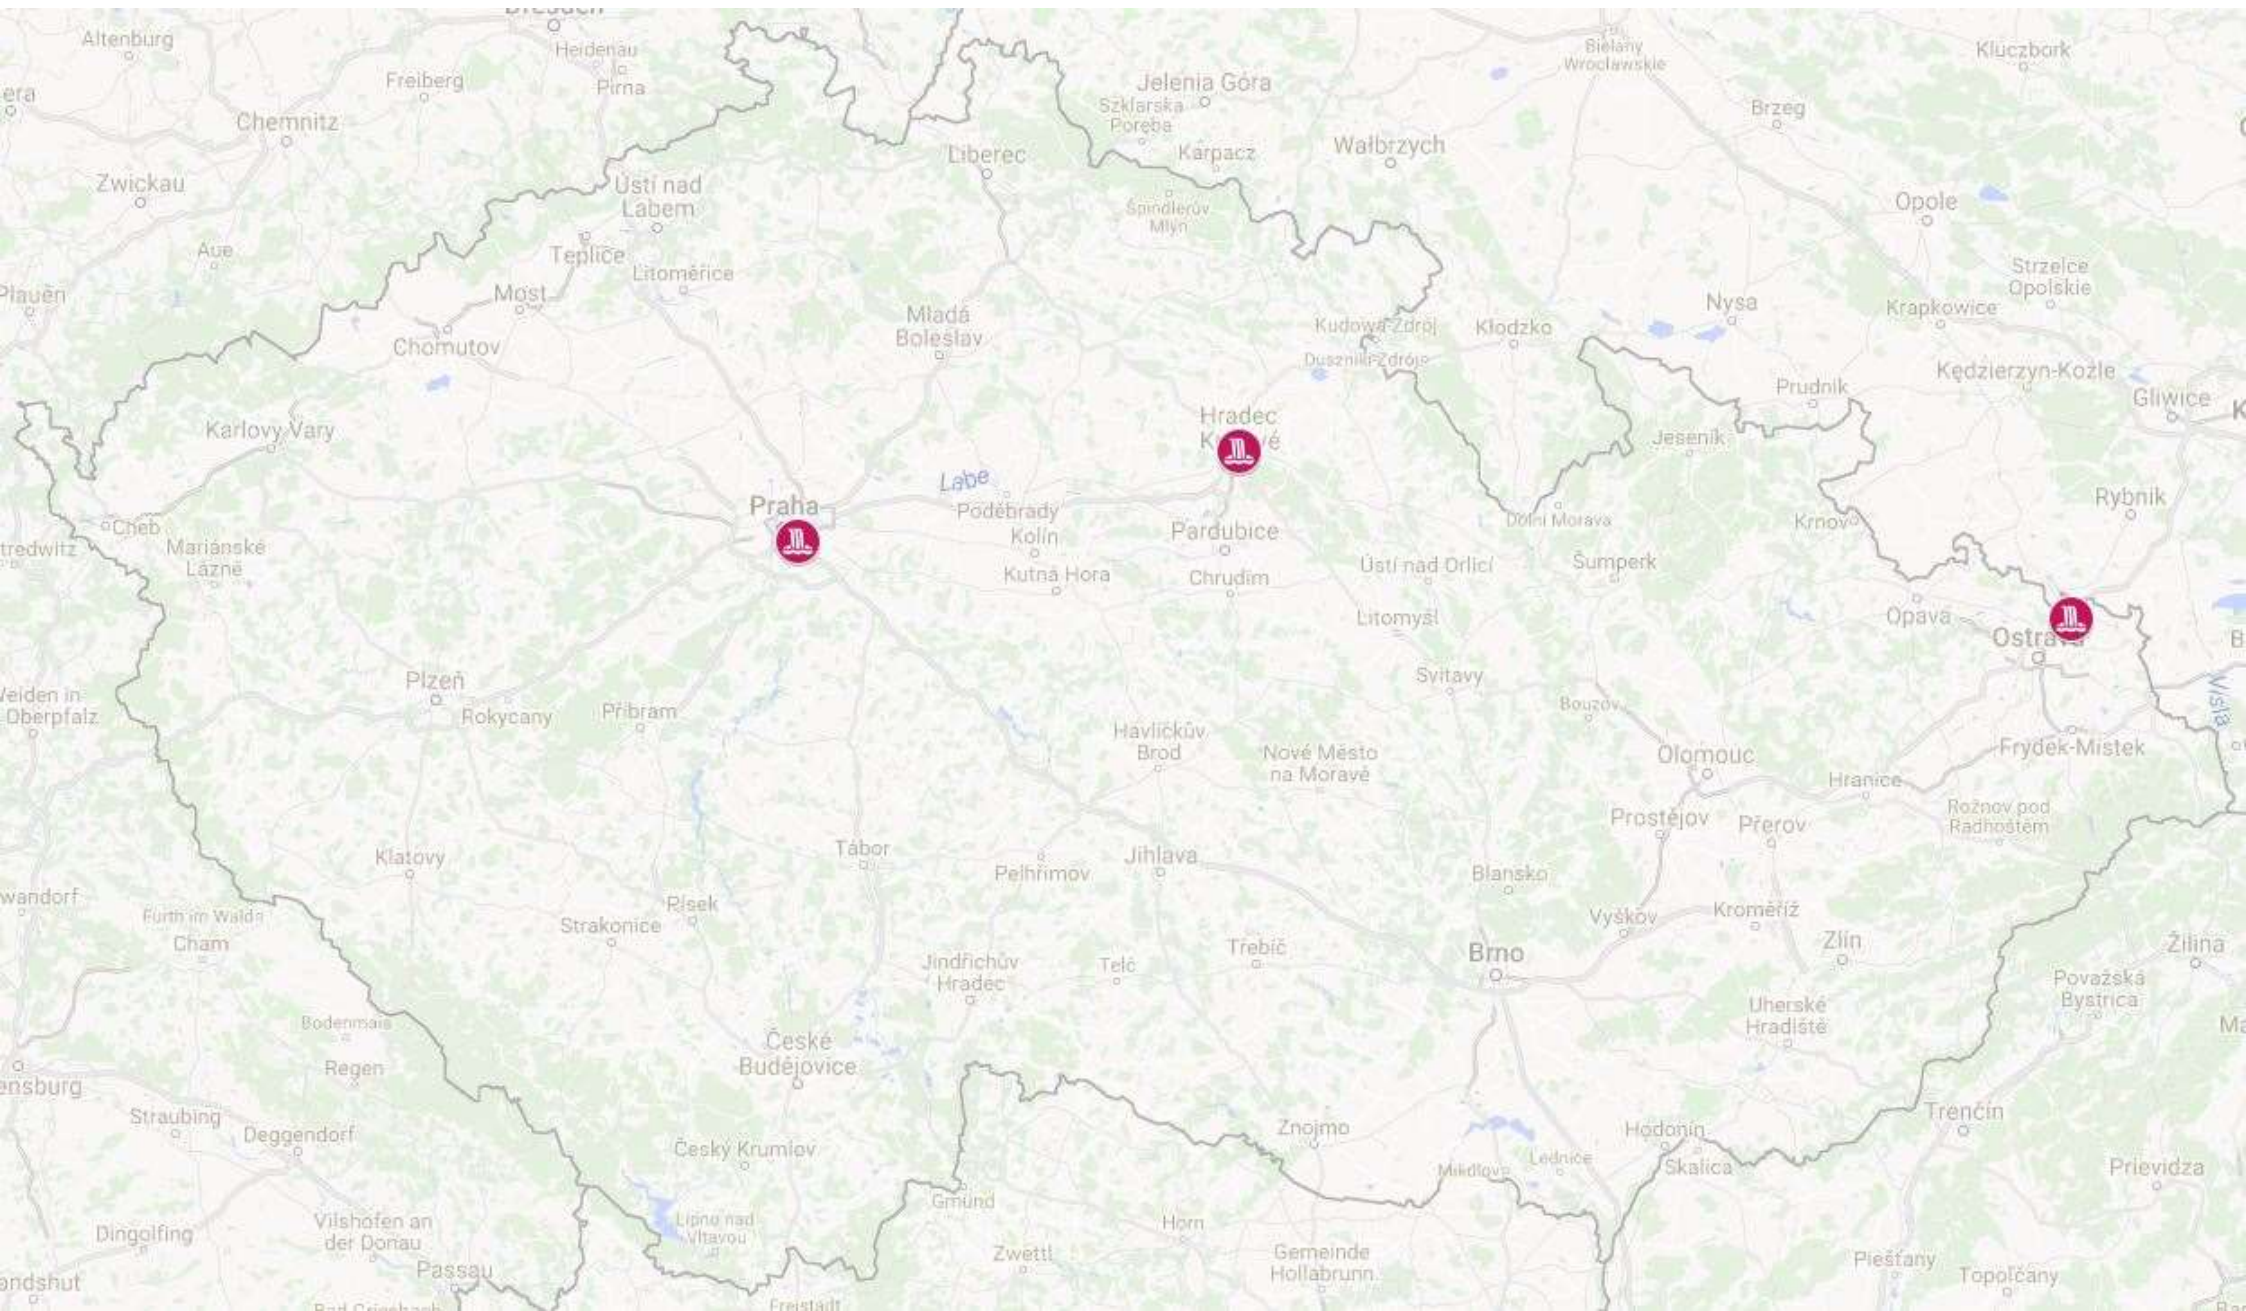 Altenburg
Heidenau
Pirna
Freiberg
Chemnitz
Zwickau
Aue
Bielany
Wrocławskie
Kluczbork
Jelenia Góra
Szklarska
Poręba
Karpacz
Wałbrzych
Brzeg
Liberec
Ústí nad
Labem
Špindlerův
Mlýn
Opole
Teplice
Litoměřice
Most
Chomutov
Mladá
Boleslav
Strzelce
Opolskie
Nysa
Krapkowice
Kudowa-Zdrój
Kłodzko
Duszniki-Zdrój
Kędzierzyn-Koźle
Prudnik
Gliwice
Karlovy Vary
Hradec
Jeseník
Labe
Praha
Poděbrady
Kolín
Kutná Hora
Pardubice
Chrudim
Dolní Morava
Krnov
Rybnik
Cheb
Mariánské
Lázně
Ústí nad Orlicí
Šumperk
Litomyšl
Opava
Plzeň
Rokycany
Příbram
Svitavy
Bouzov
Wisła
Weiden in
Oberpfalz
Havlíčkův
Brod
Nové Město
na Moravě
Olomouc
Hranice
Frýdek-Místek
Prostějov
Přerov
Rožnov pod
Radhoštěm
Klatovy
Tábor
Pelhřimov
Jihlava
Blansko
Písek
Strakonice
Furth im Wald
Cham
Vyškov
Kroměříž
Zlín
Žilina
Jindřichův
Hradec
Telč
Třebíč
Brno
Považská
Bystrica
Uherské
Hradiště
Bodenmais
Regen
České
Budějovice
Straubing
Deggendorf
Český Krumlov
Znojmo
Hodonín
Skalica
Trenčín
Mikulov
Lednice
Prievidza
Gmünd
Dingolfing
Vilshofen an
der Donau
Lipno nad
Vltavou
Horn
Zwettl
Gemeinde
Hollabrunn
Piešťany
Topoľčany
Passau